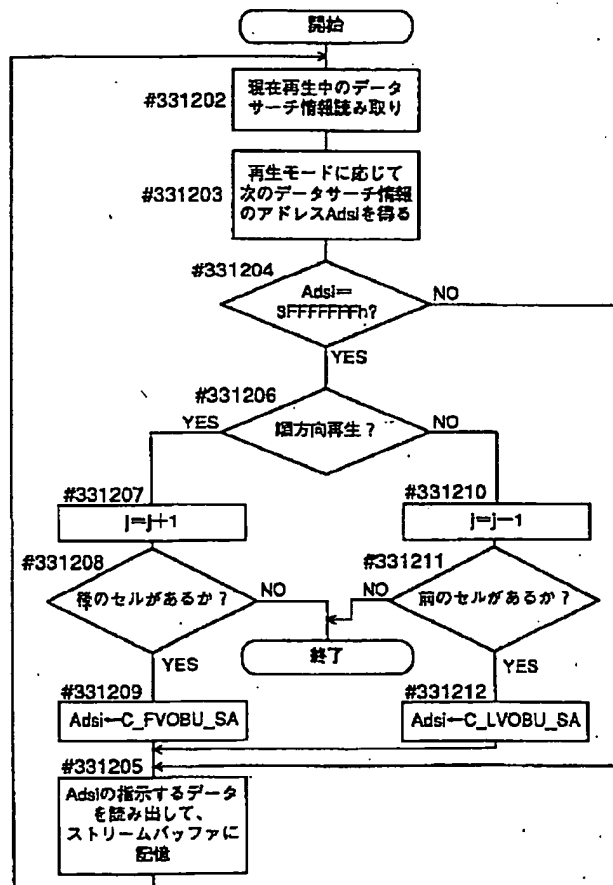 開始
#331202
現在再生中のデータ
サーチ情報読み取り
#331203
再生モードに応じて
次のデータサーチ情報
のアドレスAdsiを得る
#331204
Adsi=
3FFFFFFFh?
NO
YES
#331206
YES
順方向再生?
NO
#331207
j=j+1
#331210
j=j-1
#331208
後のセルがあるか?
NO
#331211
NO
前のセルがあるか?
終了
YES
YES
#331209
Adsi←C_FVOBU_SA
#331212
Adsi←C_LVOBU_SA
#331205
Adsiの指示するデータ
を読み出して、
ストリームバッファに
記憶